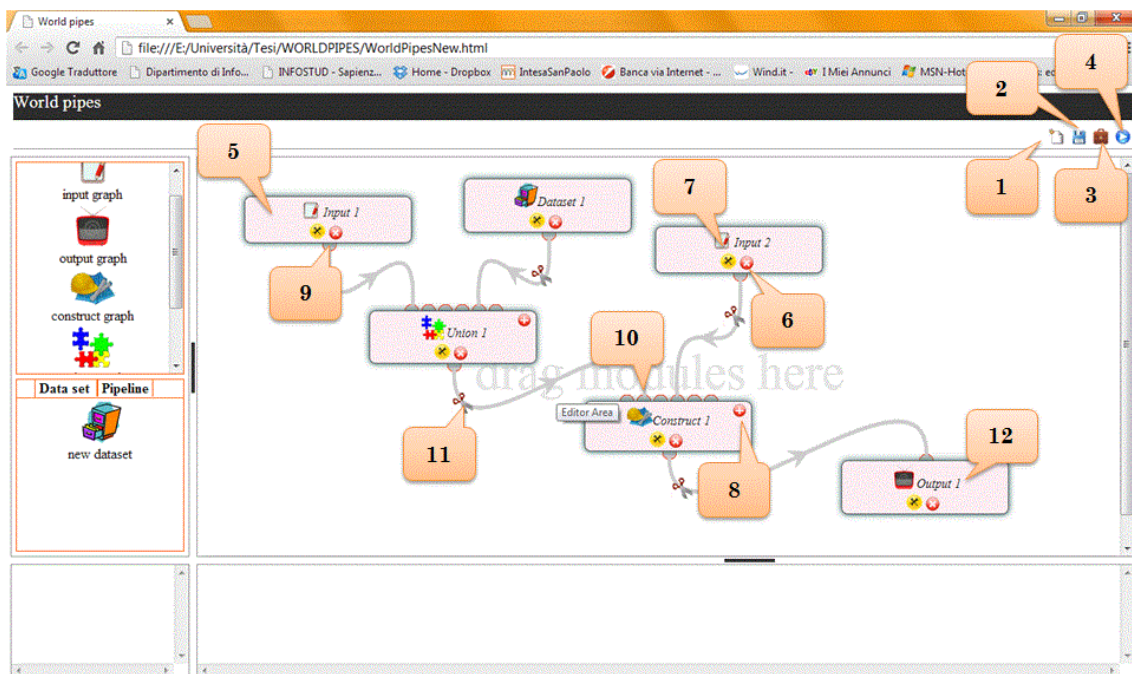 World pipes
file:///E:/Università/Tesi/WORLDPIPES/WorldPipesNew.html
Google Traduttore Dipartimento di Info... INFOSTUD - Sapienz... Home - Dropbox IntesaSanPaolo Banca via Internet - ... Wind.it - I Miei Annunci MSN-Hot : ec
World pipes
4
2
5
7
1
3
input graph
output graph
construct graph
Input 1
Dataset 1
Input 2
9
6
Union 1
10
drag modules here
Data set Pipeline
new dataset
Editor Area
Construct 1
11
12
8
Output 1